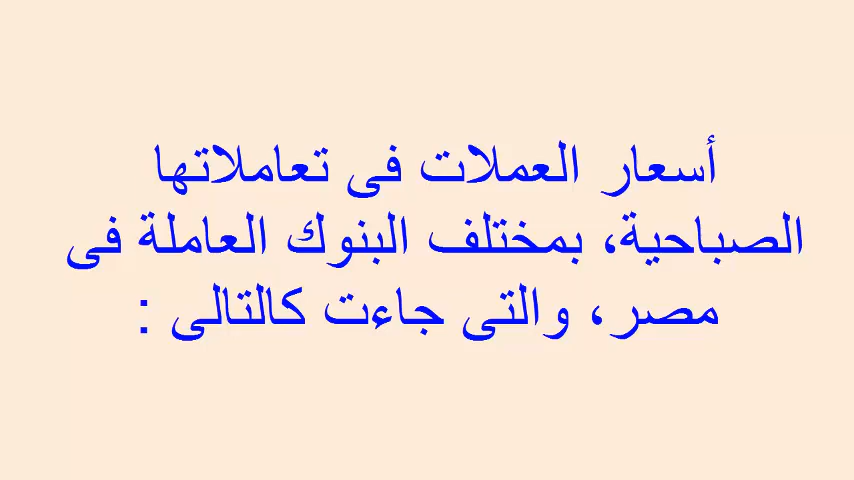 أسعار العملات فى تعاملاتها
الصباحية، بمختلف البنوك العاملة فى
مصر، والتى جاءت كالتالى :